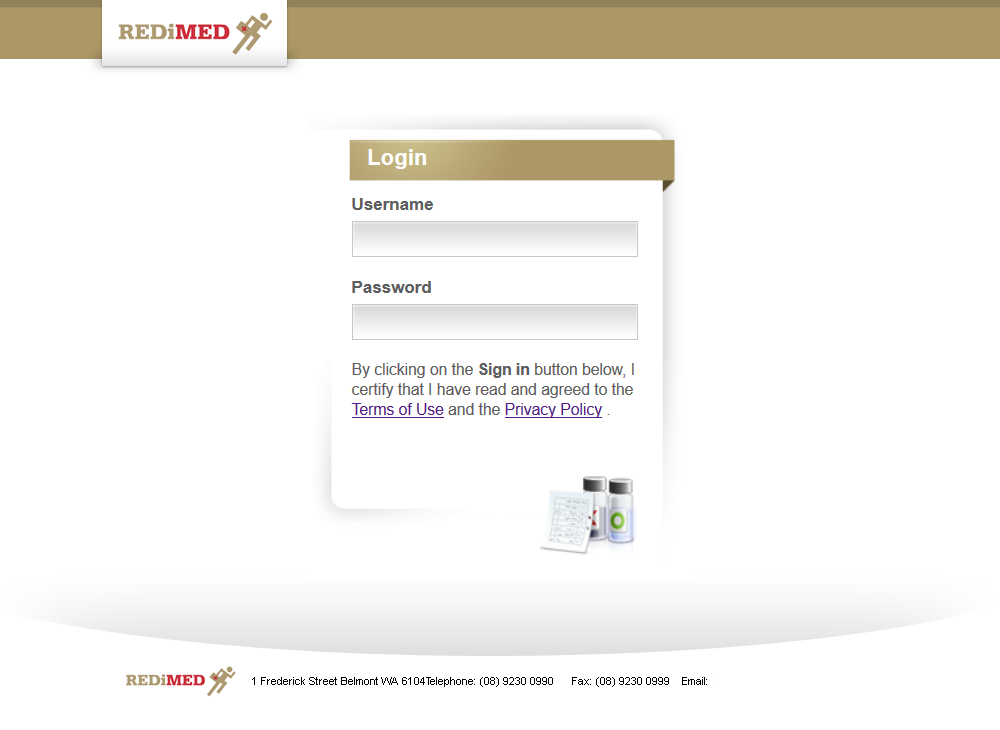 REDiMED
Login
Username
Password
By clicking on the Sign in button below, I
certify that I have read and agreed to the
Terms of Use and the Privacy Policy .
REDiMED
1 Frederick Street Belmont WA 6104Telephone: (08) 9230 0990 Fax: (08) 9230 0999 Email: